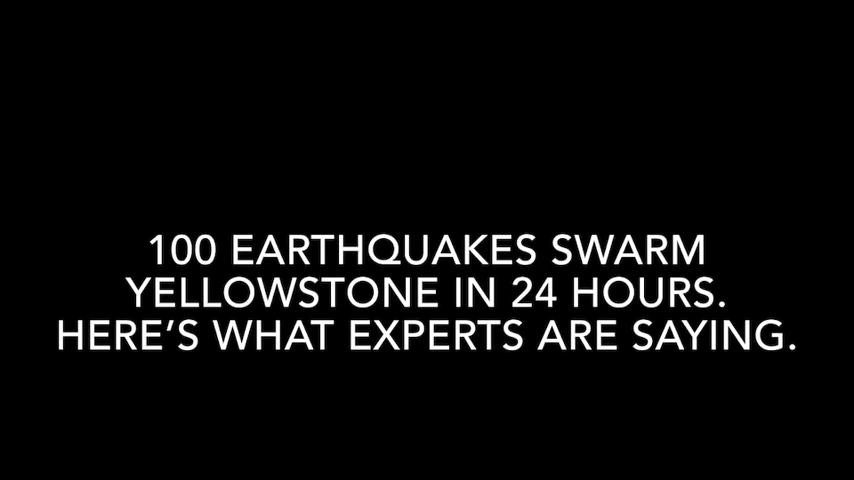 100 EARTHQUAKES SWARM
YELLOWSTONE IN 24 HOURS.
HERE’S WHAT EXPERTS ARE SAYING.